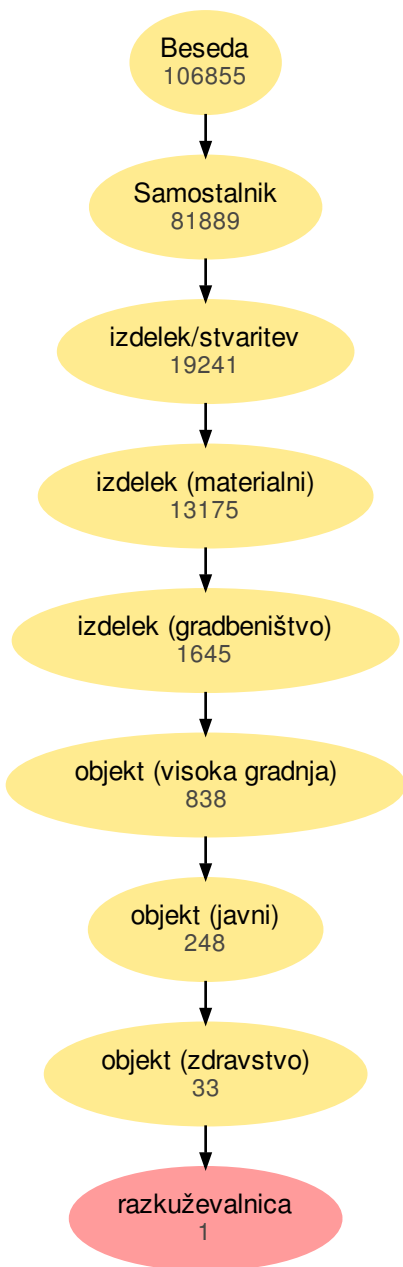 Beseda
106855
Samostalnik
81889
izdelek/stvaritev
19241
izdelek (materialni)
13175
izdelek (gradbeništvo)
1645
objekt (visoka gradnja)
838
objekt (javni)
248
objekt (zdravstvo)
33
razkuževalnica
1